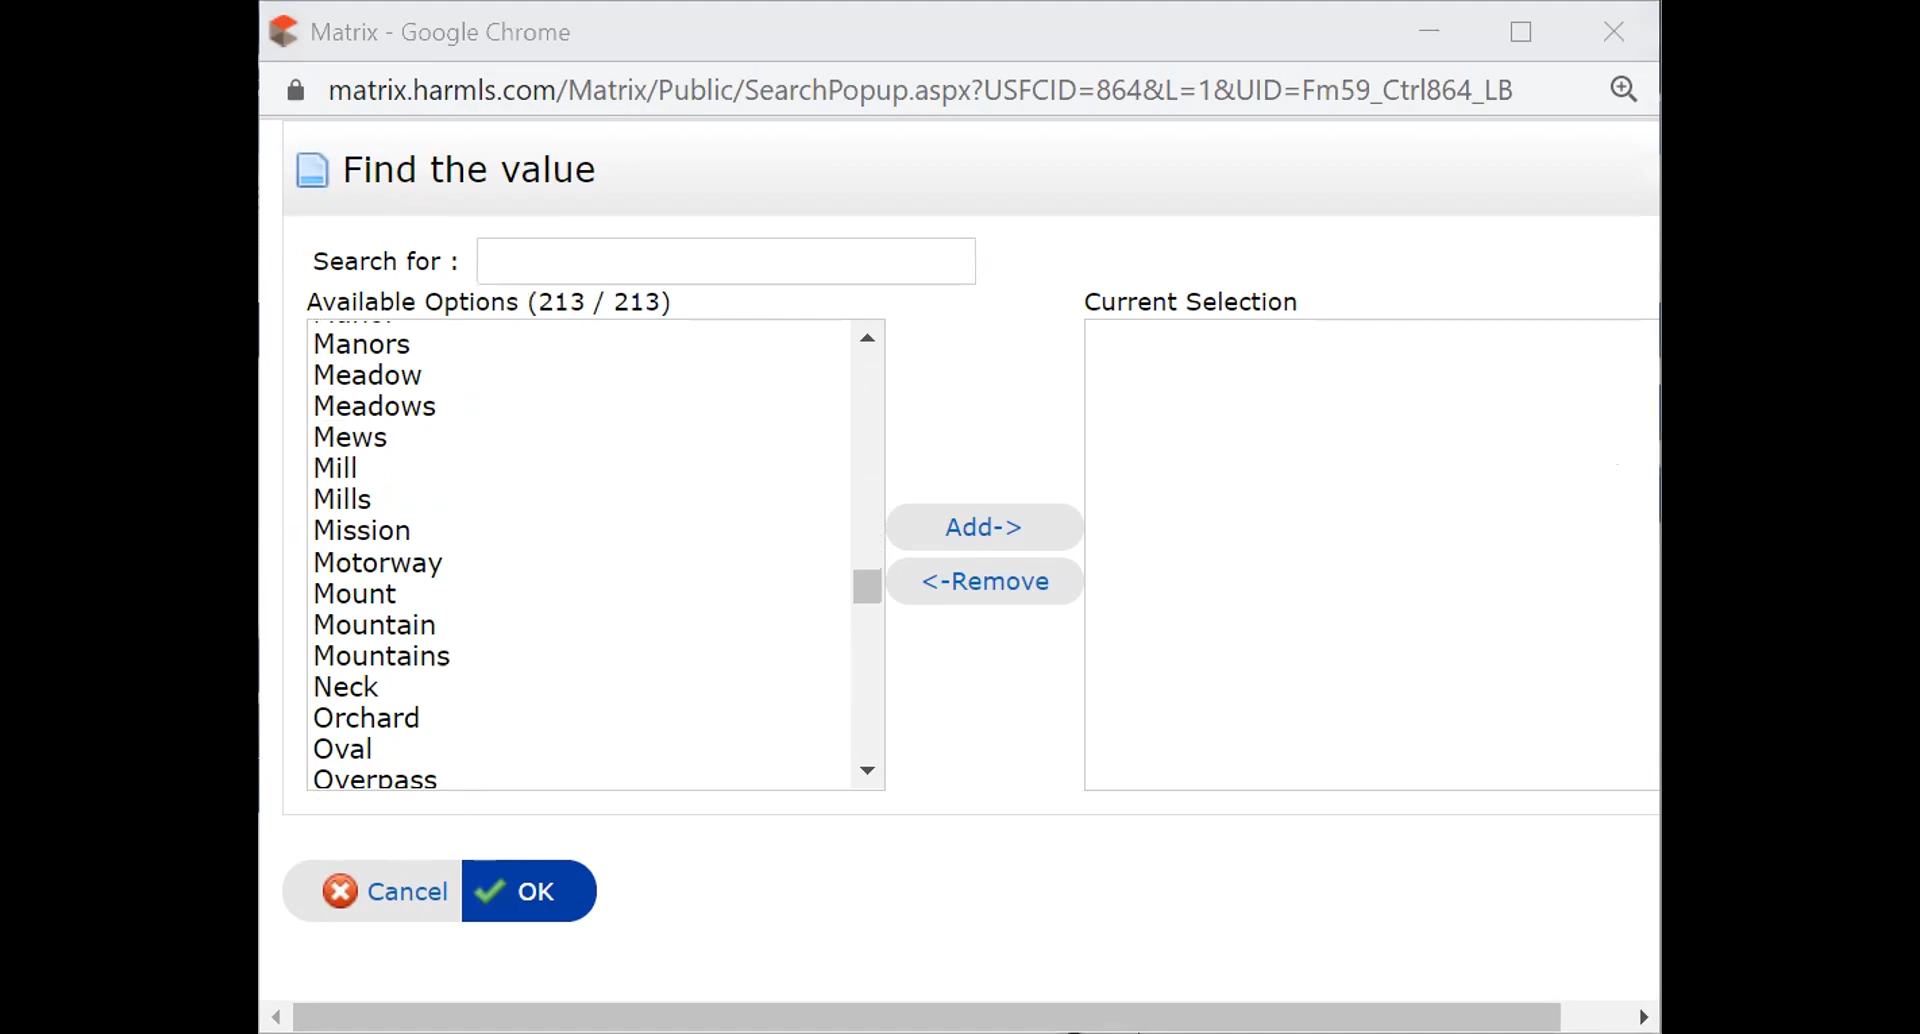 Matrix - Google Chrome
matrix.harmls.com/Matrix/Public/SearchPopup.aspx?USFCID=864&L=1&UID=Fm59_Ctrl864_LB
Find the value
Search for :
Available Options (213 / 213)
Manors
Meadow
Meadows
Mews
Mill
Mills
Mission
Motorway
Mount
Mountain
Mountains
Neck
Orchard
Oval
Overpass
Add->
<-Remove
Current Selection
Cancel
OK